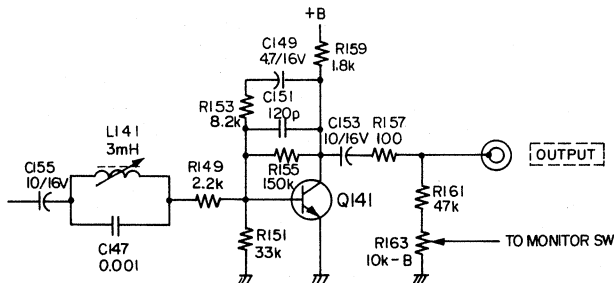 +B
C149
4.7/16V
R159
1.8k
C151
120p
R153
8.2k
L141
3mH
C153
10/16V
R157
100
OUTPUT
C155
10/16V
R149
2.2k
R155
150k
Q141
R161
47k
C147
0.001
R151
33k
R163
10k-B
TO MONITOR SW